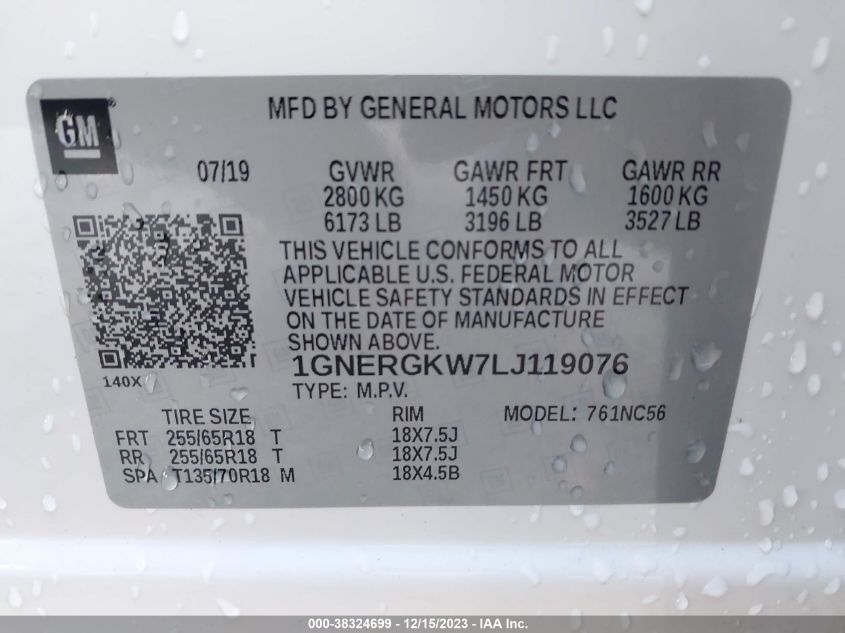 MFD BY GENERAL MOTORS LLC
GM®
07/19 GVWR GAWR FRT GAWR RR
2800 KG 1450 KG 1600 KG
6173 LB 3196 LB 3527 LB
THIS VEHICLE CONFORMS TO ALL
APPLICABLE U.S. FEDERAL MOTOR
VEHICLE SAFETY STANDARDS IN EFFECT
ON THE DATE OF MANUFACTURE
SHOWN ABOVE.
1GNERGKW7LJ119076
140X
TYPE: M.P.V.
TIRE SIZE RIM MODEL: 761NC56
FRT 255/65R18 T 18X7.5J
RR 255/65R18 T 18X7.5J
SPA T135/70R18 M 18X4.5B
000-38324699 - 12/15/2023 - IAA Inc.